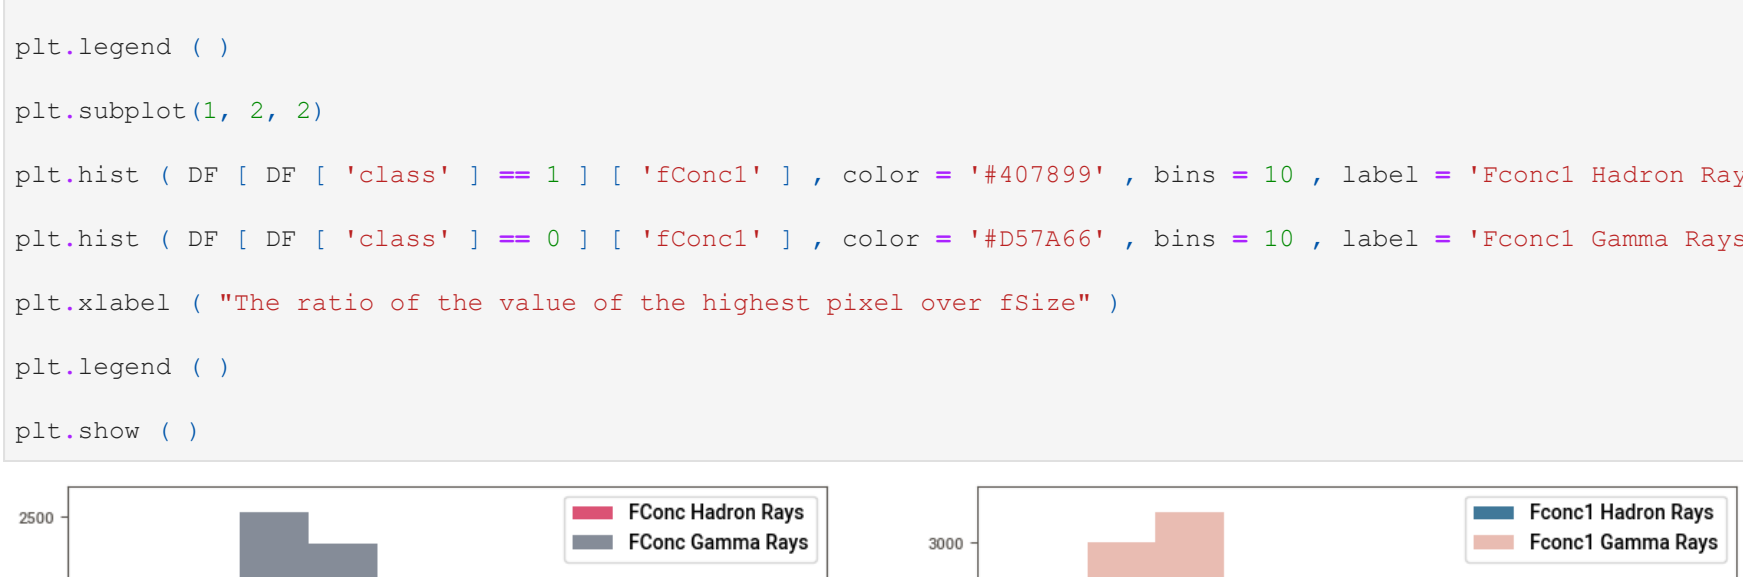 plt.legend ( )
plt.subplot(1, 2, 2)
plt.hist ( DF [ DF [ 'class' ] == 1 ] [ 'fConc1' ] , color = '#407899' , bins = 10 , label = 'Fconc1 Hadron Ray
plt.hist ( DF [ DF [ 'class' ] == 0 ] [ 'fConc1' ] , color = '#D57A66' , bins = 10 , label = 'Fconc1 Gamma Rays
plt.xlabel ( "The ratio of the value of the highest pixel over fSize" )
plt.legend ( )
plt.show ( )
2500
FConc Hadron Rays
FConc Gamma Rays
3000
Fconc1 Hadron Rays
Fconc1 Gamma Rays